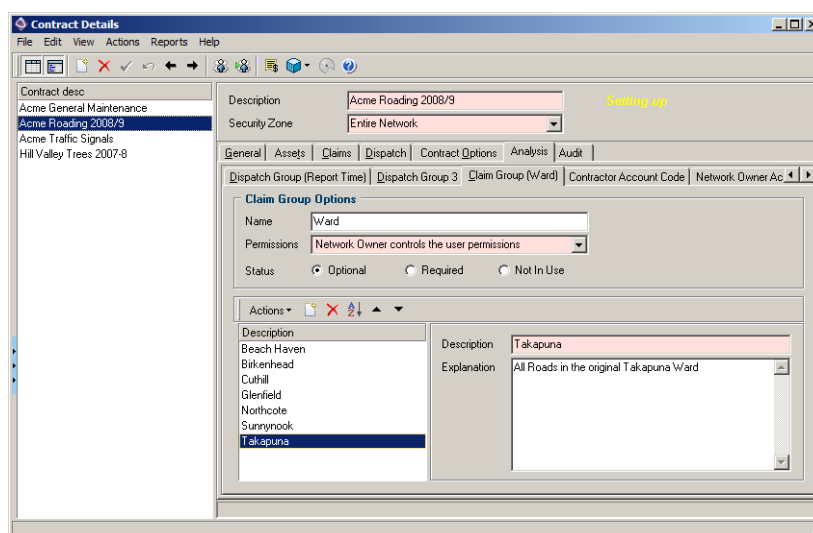 Contract Details
File Edit View Actions Reports Help
Contract desc
Acme General Maintenance
Acme Roading 2008/9
Acme Traffic Signals
Hill Valley Trees 2007-8
Description Acme Roading 2008/9 Setting up
Security Zone Entire Network
General Assets Claims Dispatch Contract Options Analysis Audit
Dispatch Group (Report Time) Dispatch Group 3 Claim Group (Ward) Contractor Account Code Network Owner Ac
Claim Group Options
Name Ward
Permissions Network Owner controls the user permissions
Status Optional Required Not In Use
Actions
Description
Beach Haven
Birkenhead
Cuthill
Glenfield
Northcote
Sunnynook
Takapuna
Description Takapuna
Explanation All Roads in the original Takapuna Ward